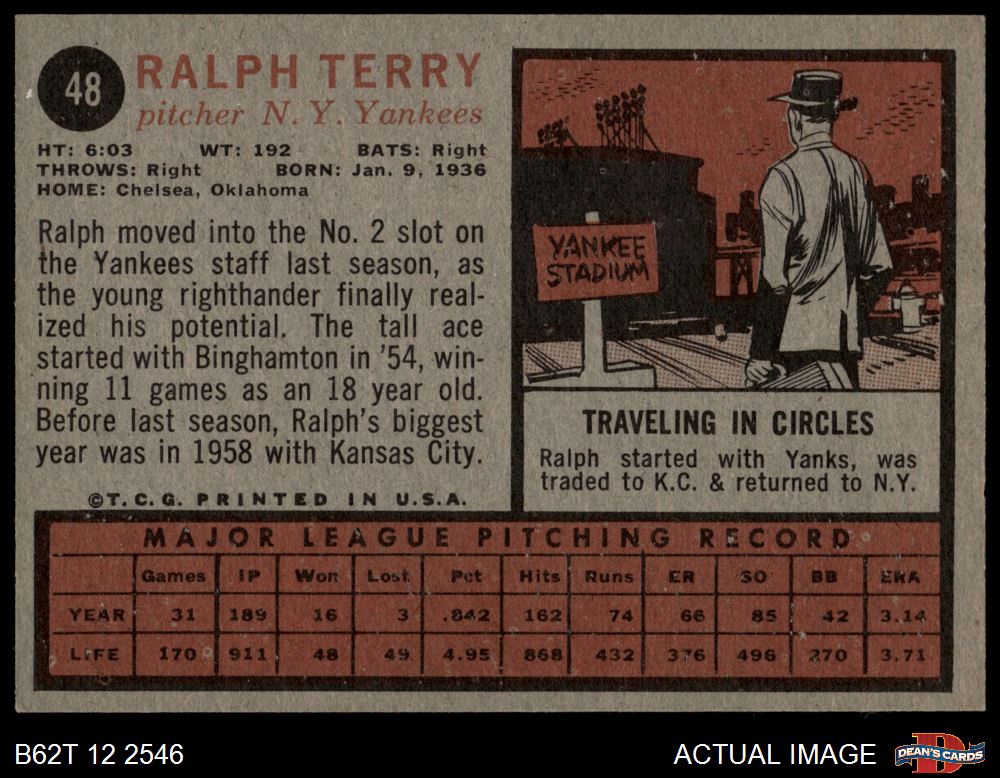 48
RALPH TERRY
pitcher N. Y. Yankees
HT: 6:03 WT: 192 BATS: Right
THROWS: Right BORN: Jan. 9, 1936
HOME: Chelsea, Oklahoma
Ralph moved into the No. 2 slot on
the Yankees staff last season, as
the young righthander finally real-
ized his potential. The tall ace
started with Binghamton in '54, win-
ning 11 games as an 18 year old.
Before last season, Ralph's biggest
year was in 1958 with Kansas City.
©T.C.G. PRINTED IN U.S.A.
YANKEE
STADIUM
TRAVELING IN CIRCLES
Ralph started with Yanks, was
traded to K.C. & returned to N.Y.
MAJOR LEAGUE PITCHING RECORD
Games IP Won Lost Pct Hits Runs ER SO BB ERA
YEAR 31 189 16 3 .842 162 74 66 85 42 3.14
LIFE 170 911 48 49 4.95 868 432 376 496 270 3.71
B62T 12 2546
ACTUAL IMAGE
D
DEAN'S CARDS